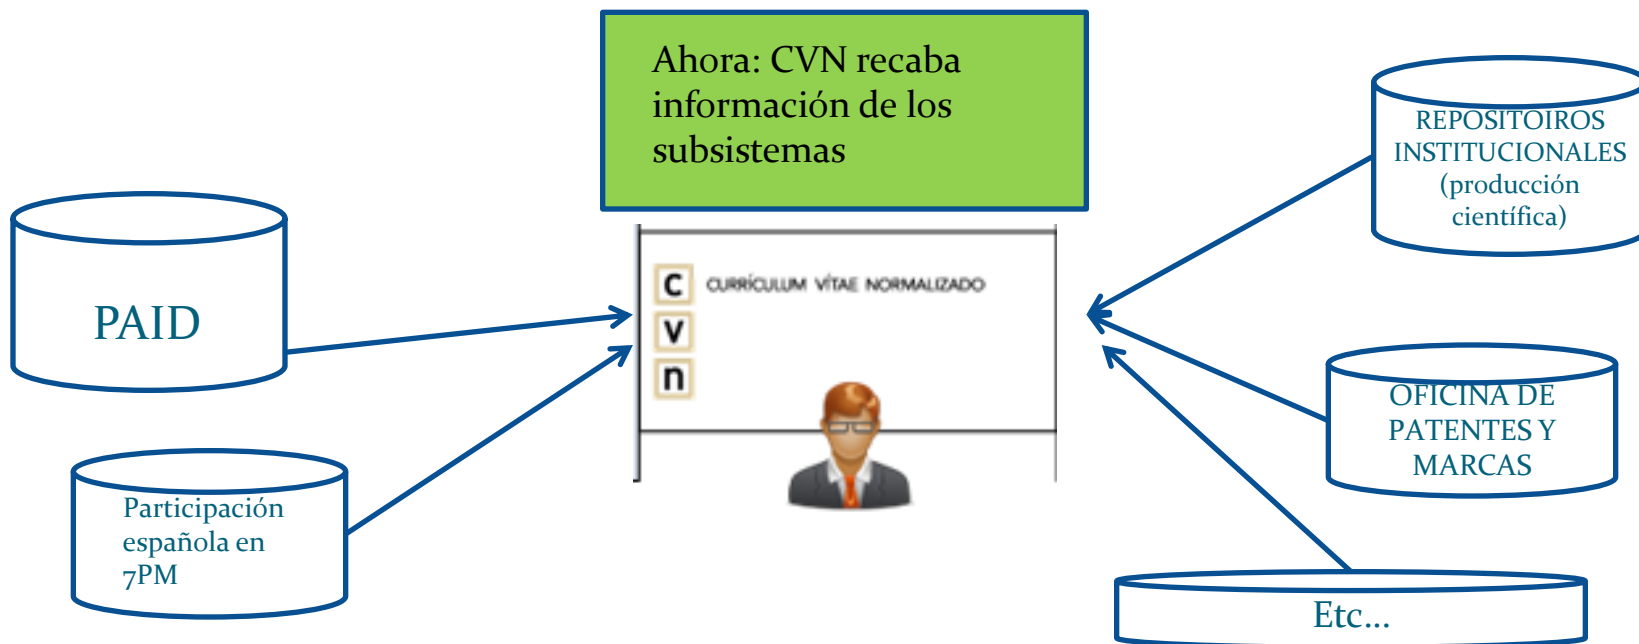 Ahora: CVN recaba
información de los
subsistemas
PAID
Participación
española en
7PM
C
V
n
CURRÍCULUM VÍTAE NORMALIZADO
REPOSITOIROS
INSTITUCIONALES
(producción
científica)
OFICINA DE
PATENTES Y
MARCAS
Etc...